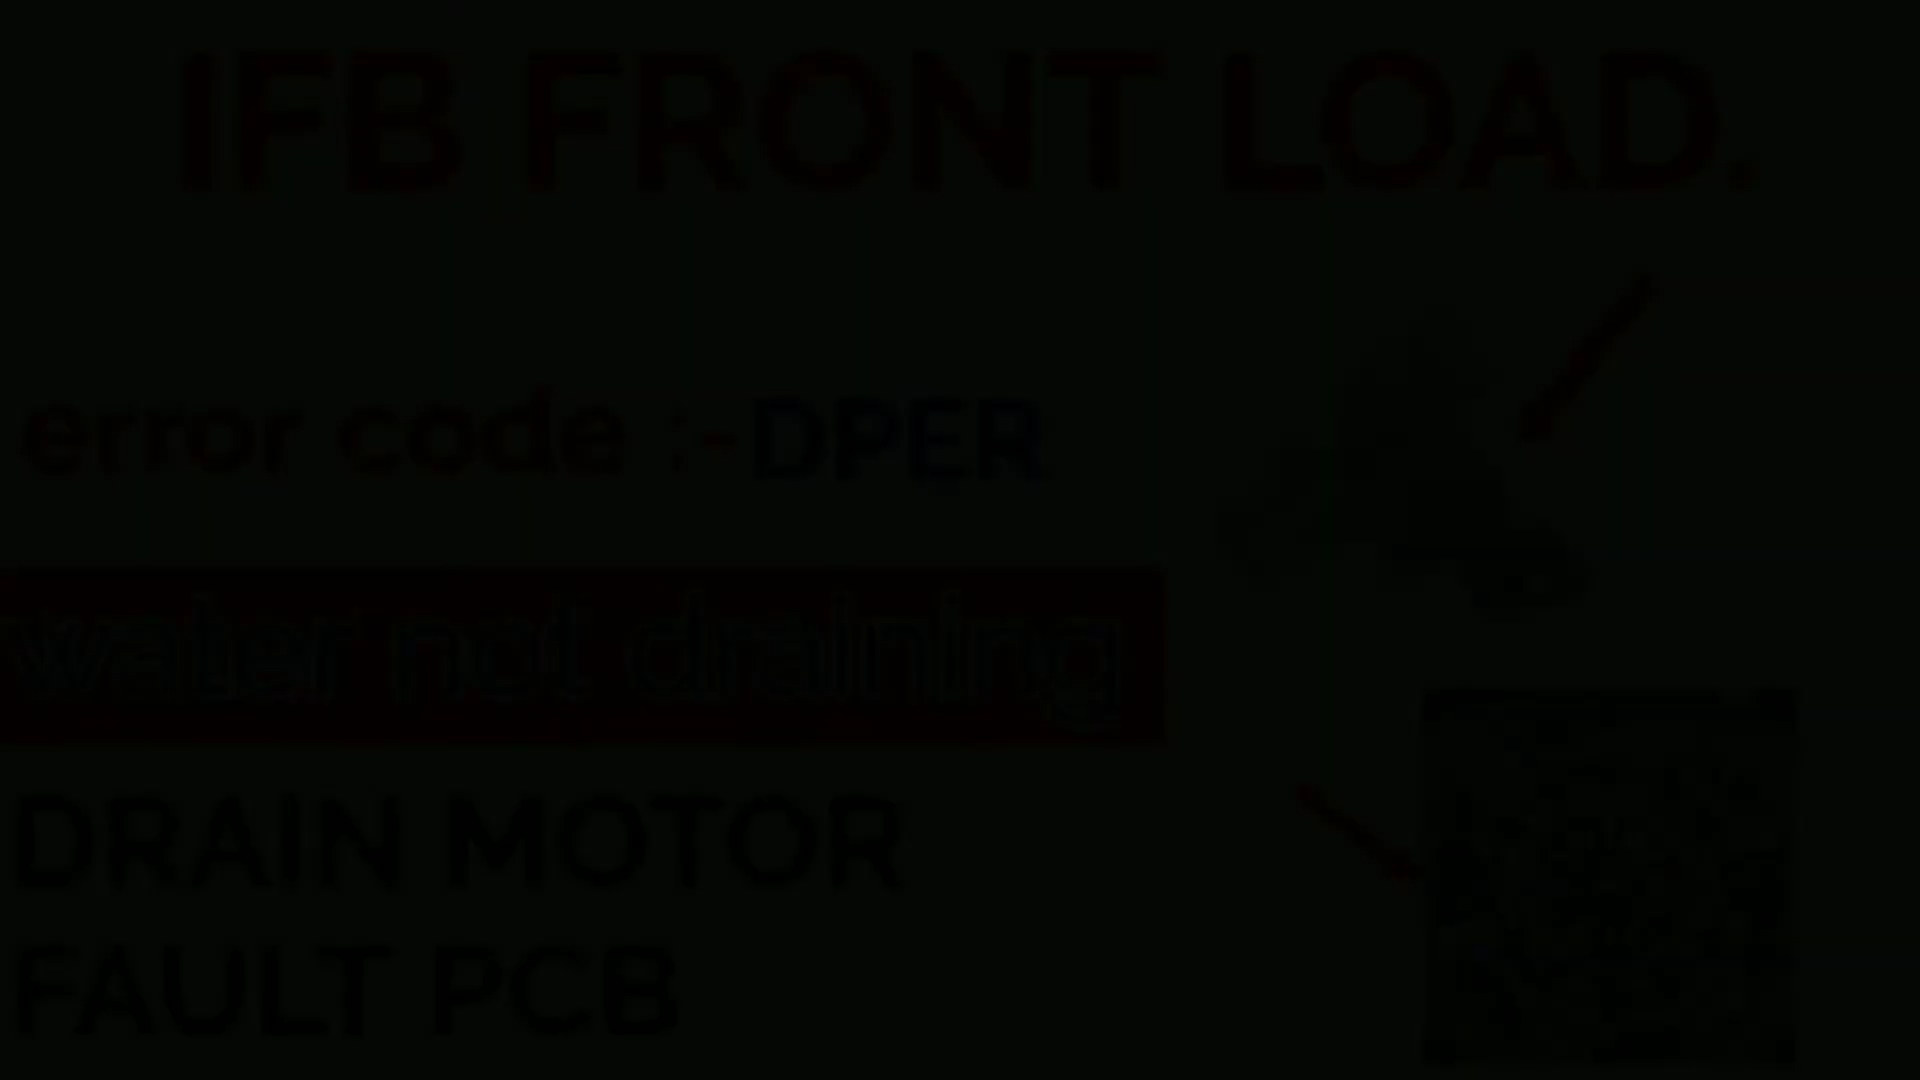 IFB FRONT LOAD.
error code :-DPER
water not draining
DRAIN MOTOR
FAULT PCB